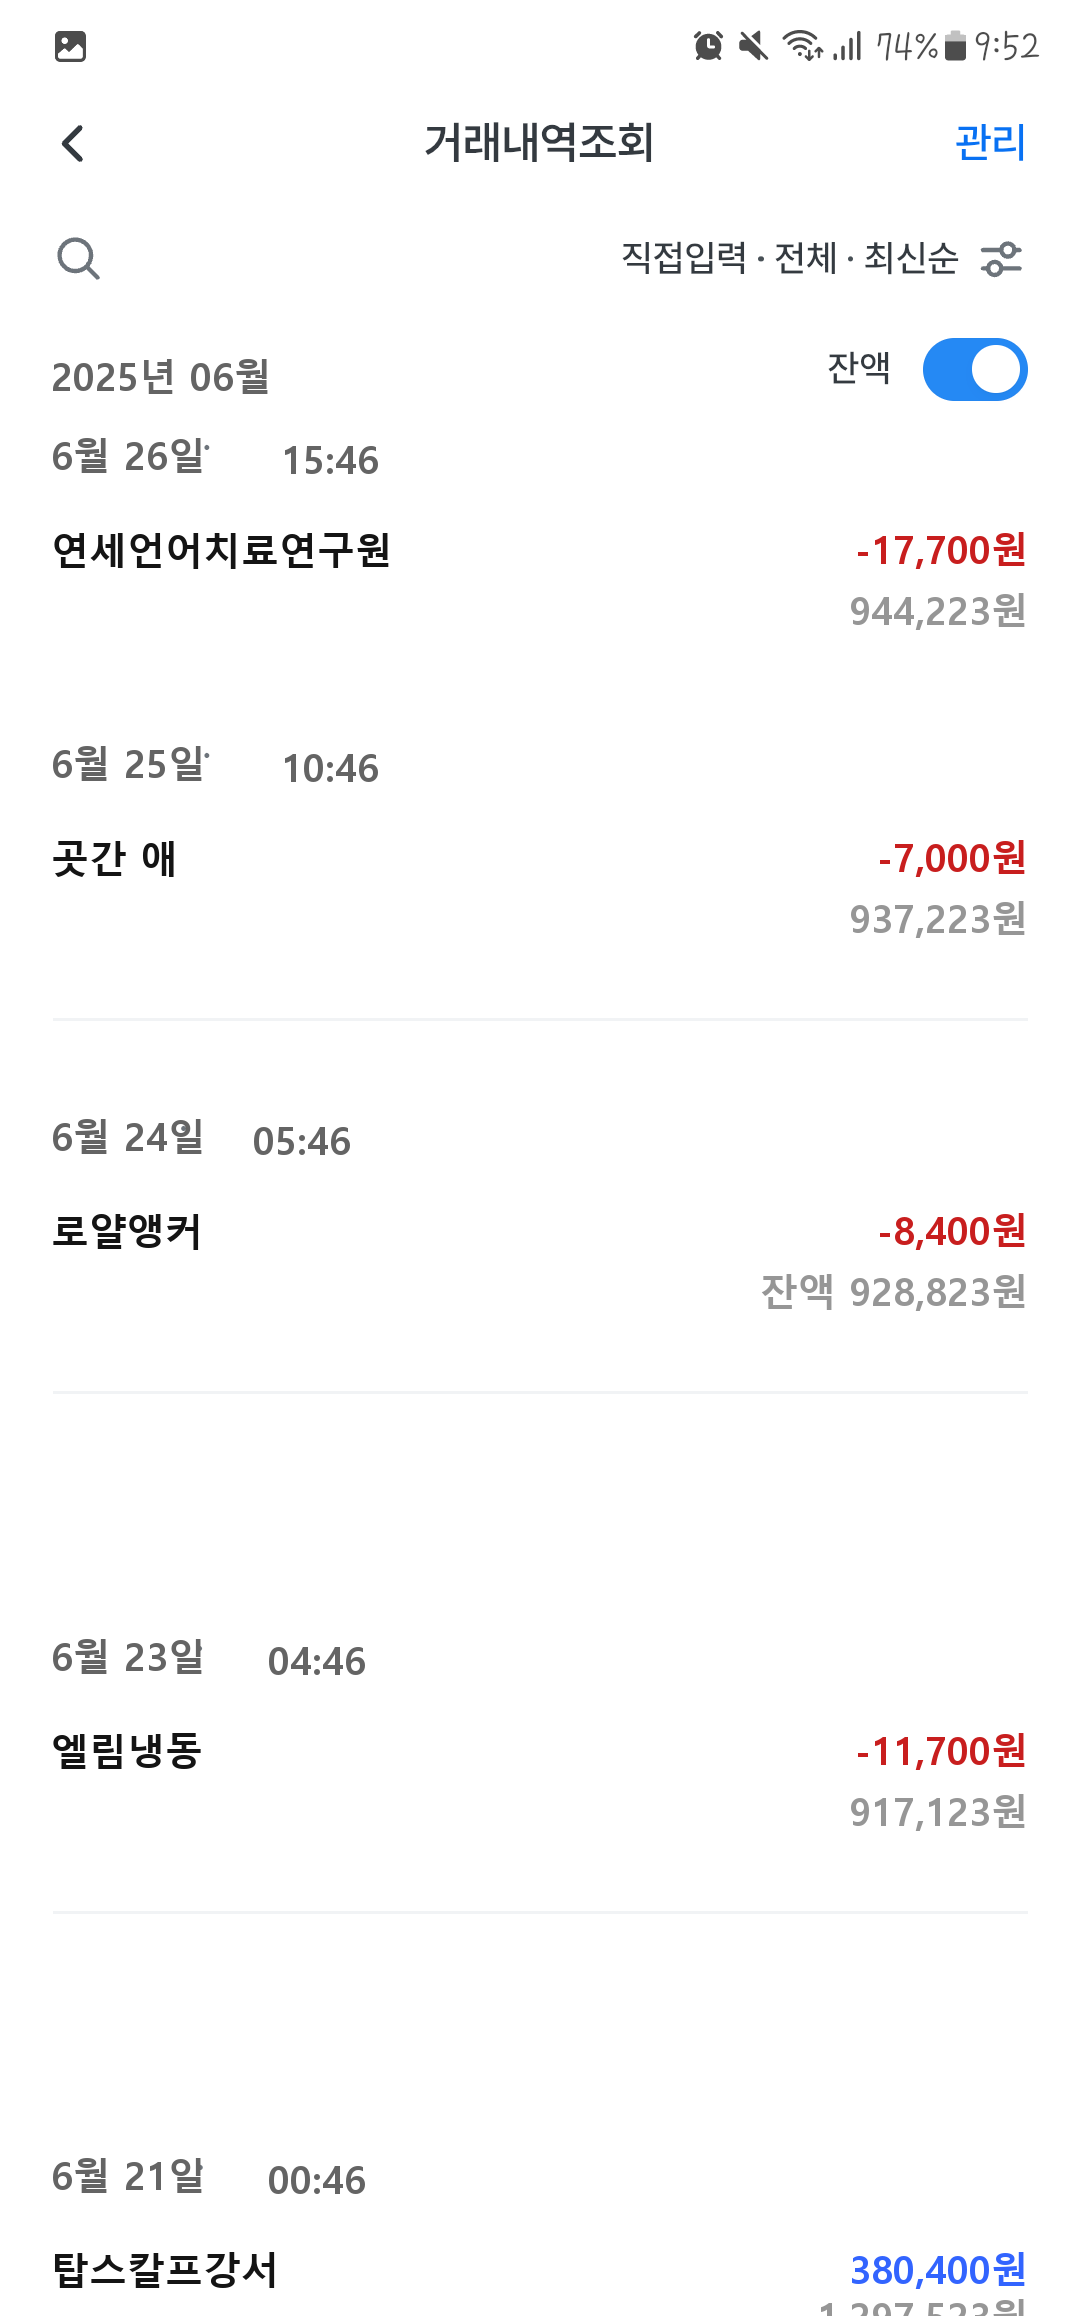 74% 9:52
거래내역조회 관리
직접입력 · 전체 · 최신순
2025년 06월 잔액
6월 26일 15:46
연세언어치료연구원 -17,700원
944,223원
6월 25일 10:46
곳간 애 -7,000원
937,223원
6월 24일 05:46
로얄앵커 -8,400원
잔액 928,823원
6월 23일 04:46
엘림냉동 -11,700원
917,123원
6월 21일 00:46
탑스칼프강서 380,400원
1,297,523원